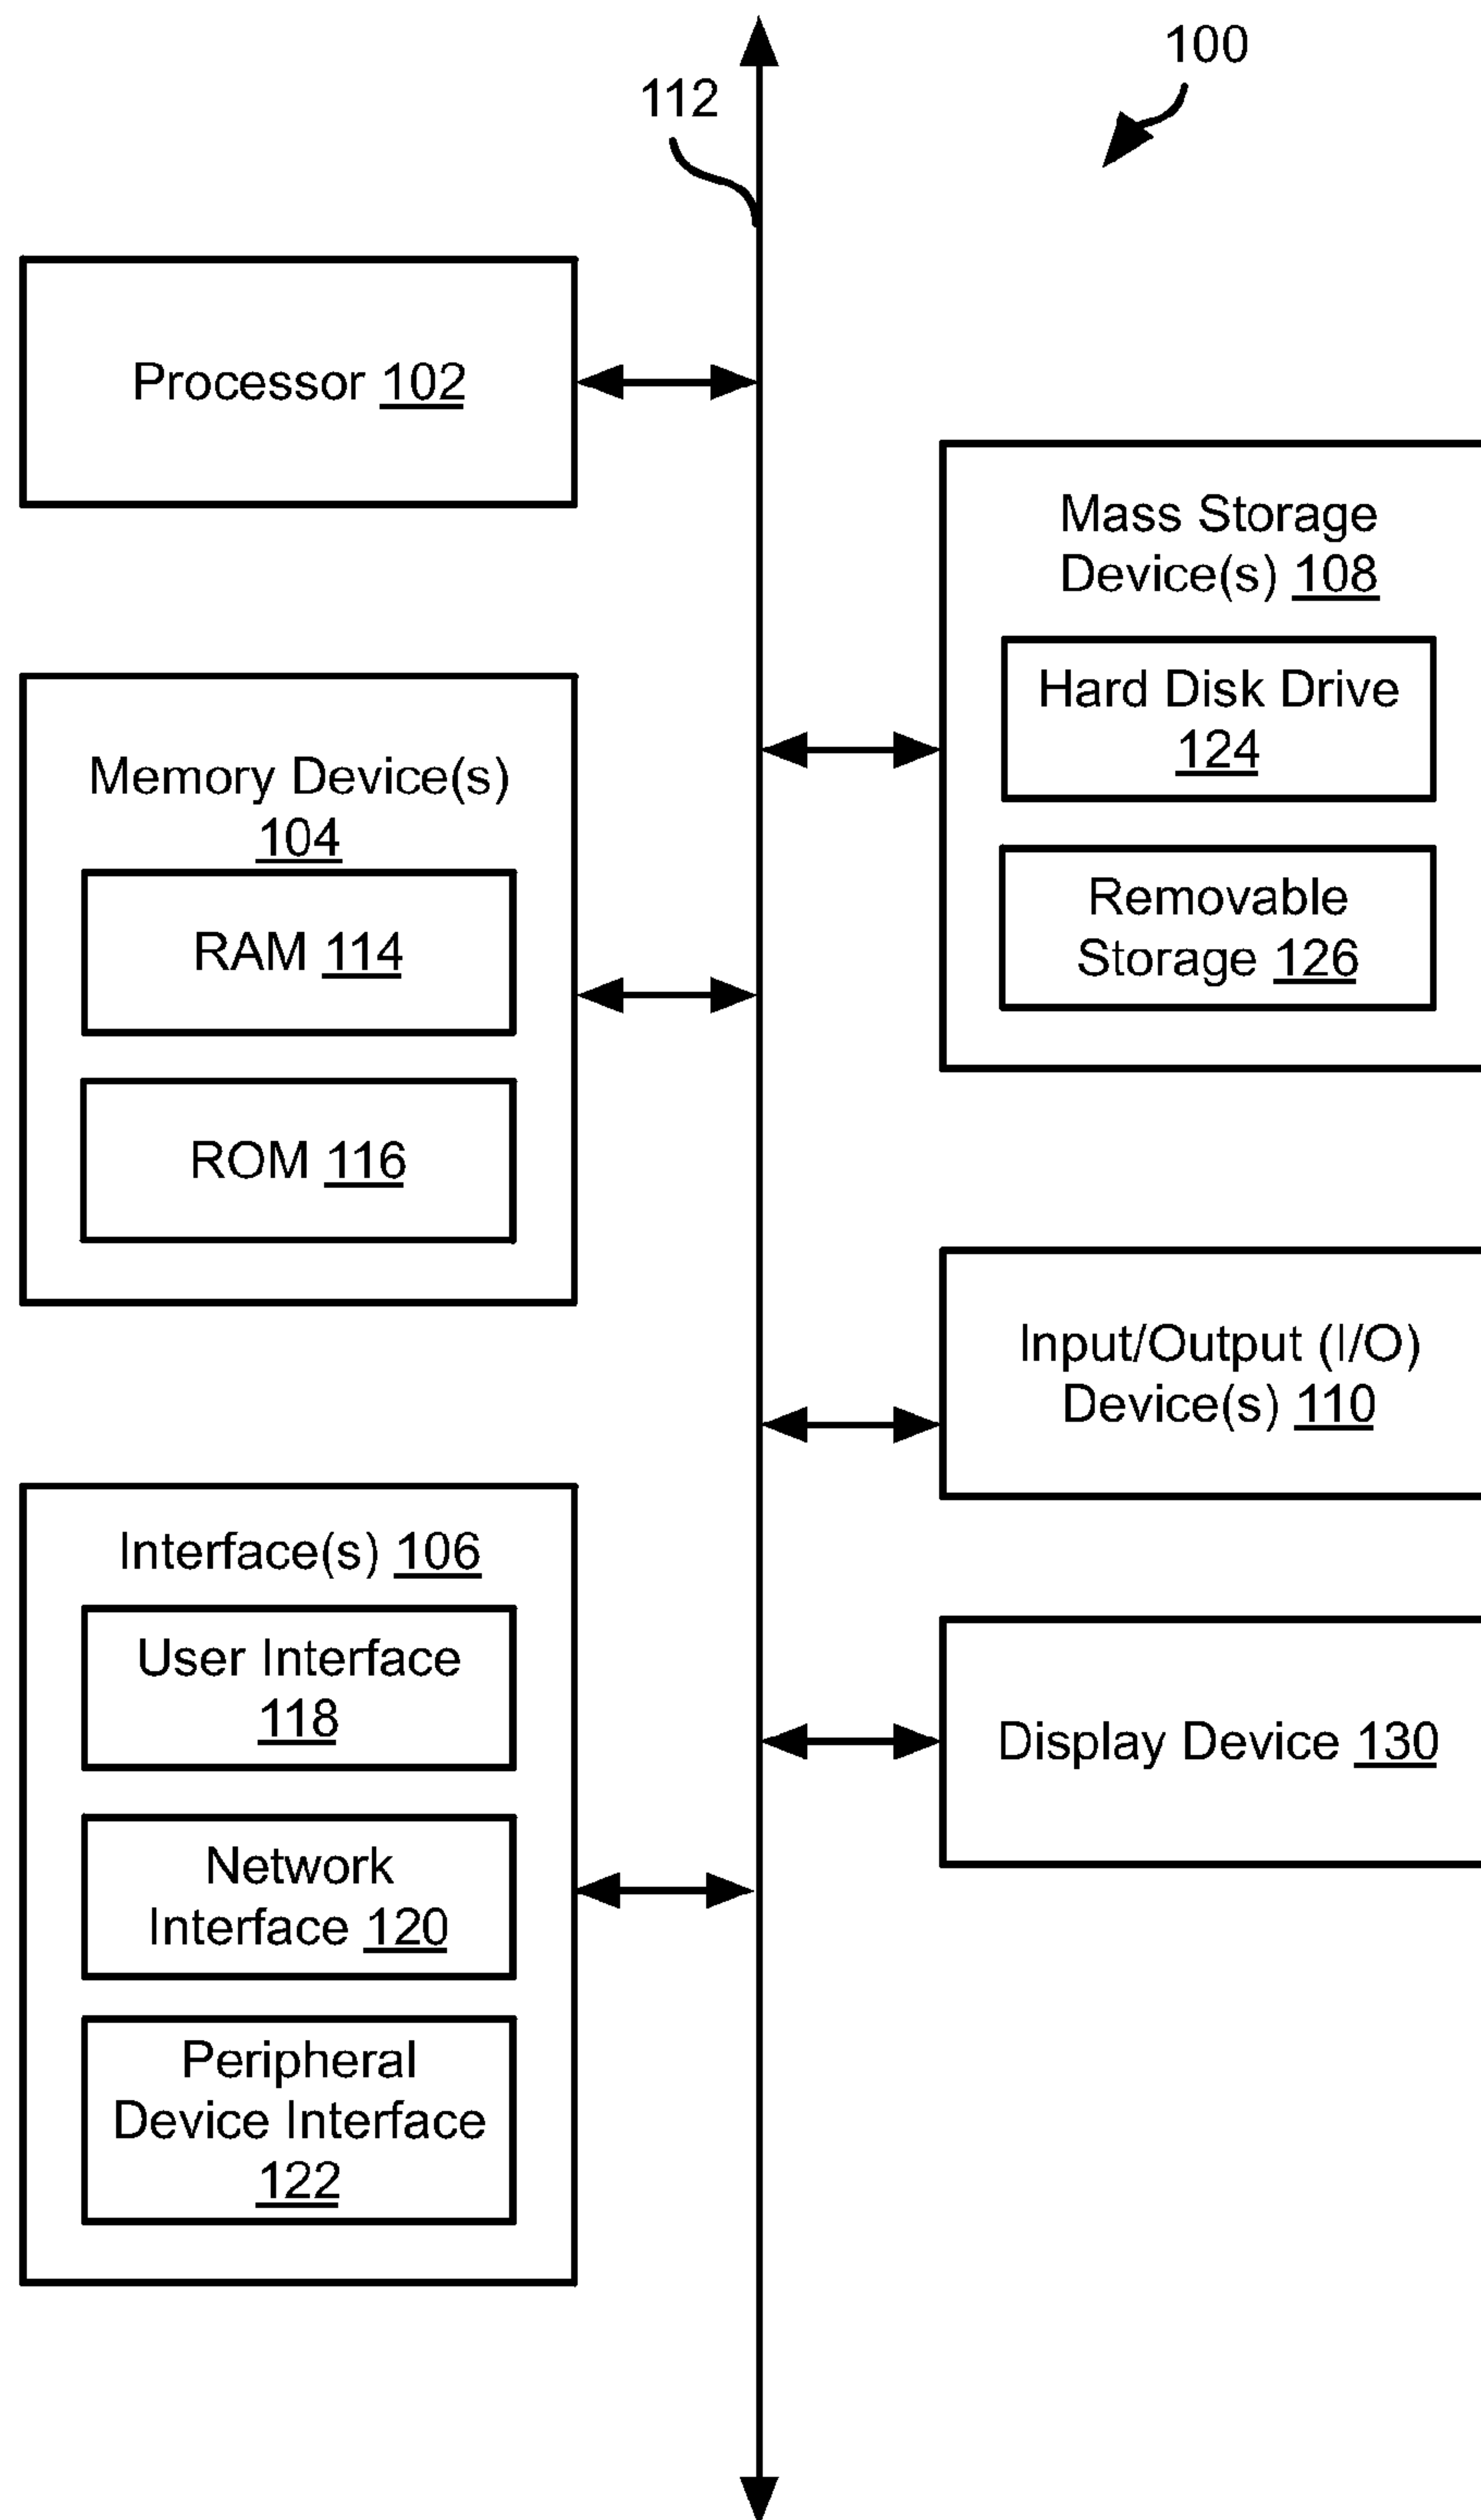 100
112
Processor 102
Mass Storage
Device(s) 108
Hard Disk Drive
124
Removable
Storage 126
Memory Device(s)
104
RAM 114
ROM 116
Input/Output (I/O)
Device(s) 110
Interface(s) 106
User Interface
118
Network
Interface 120
Peripheral
Device Interface
122
Display Device 130